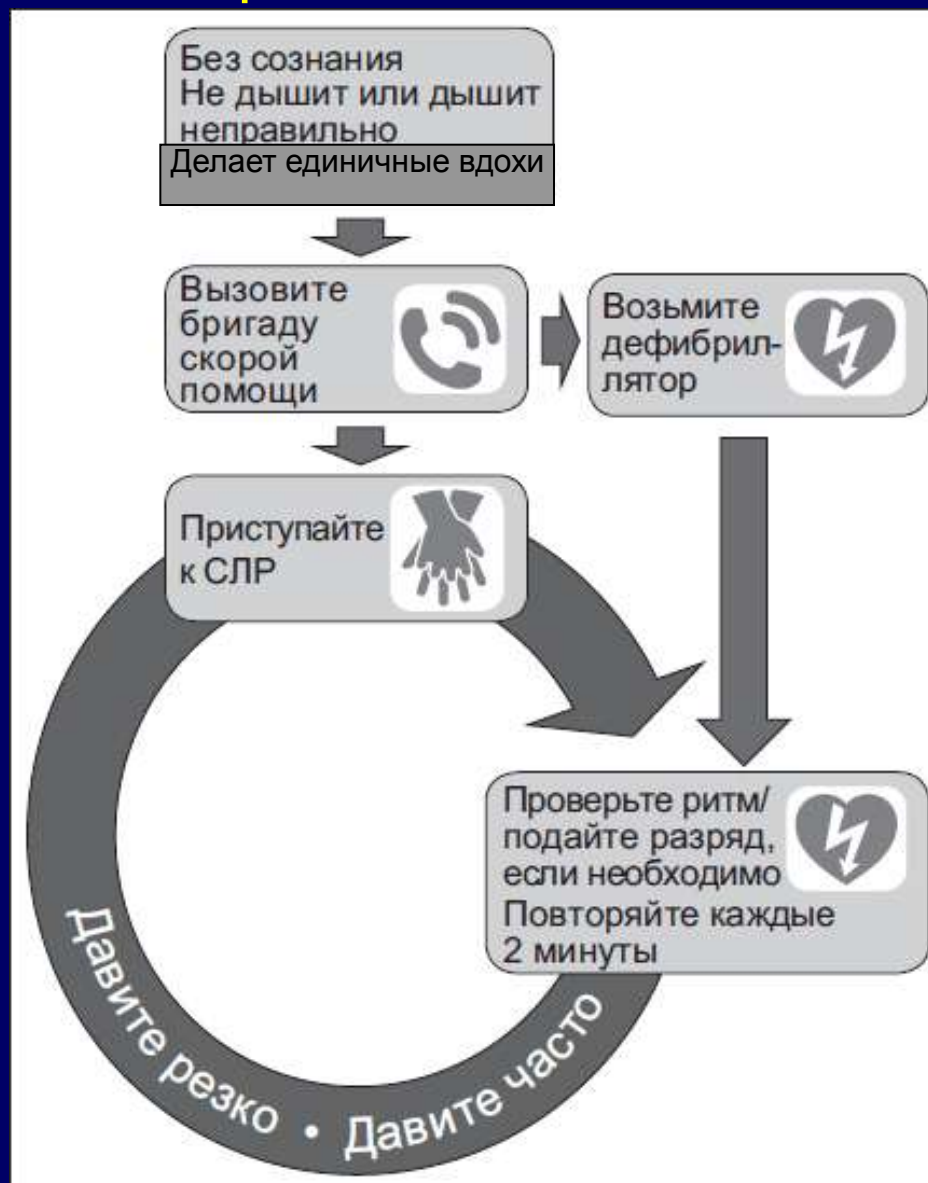 Без сознания
Не дышит или дышит
неправильно
Делает единичные вдохи
Вызовите
бригаду
скорой
помощи
Возьмите
дефибрил-
лятор
Приступайте
к СЛР
Проверьте ритм/
подайте разряд,
если необходимо
Повторяйте каждые
2 минуты
Давите резко • Давите часто